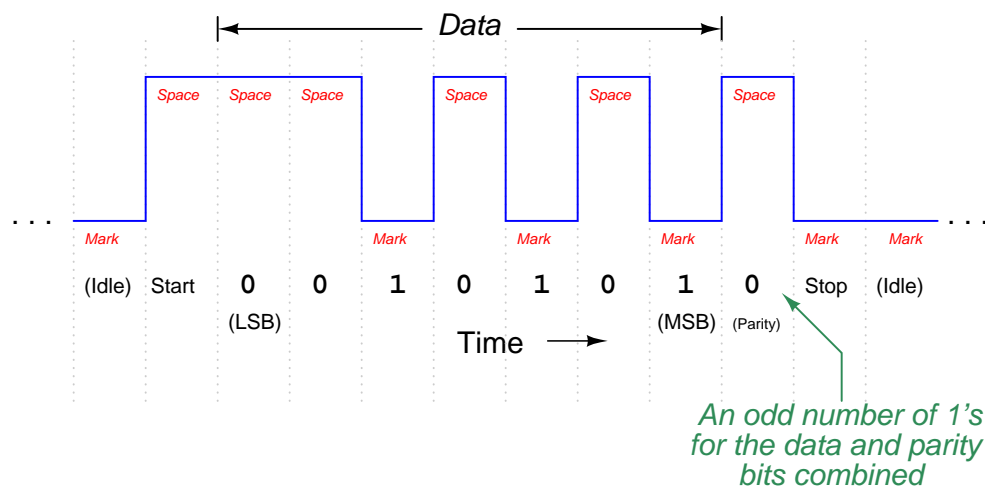 Data
Space Space Space Space Space Space
. . . . . .
Mark Mark Mark Mark Mark Mark
(Idle) Start 0 0 1 0 1 0 1 0 Stop (Idle)
(LSB) (MSB) (Parity)
Time
An odd number of 1's
for the data and parity
bits combined